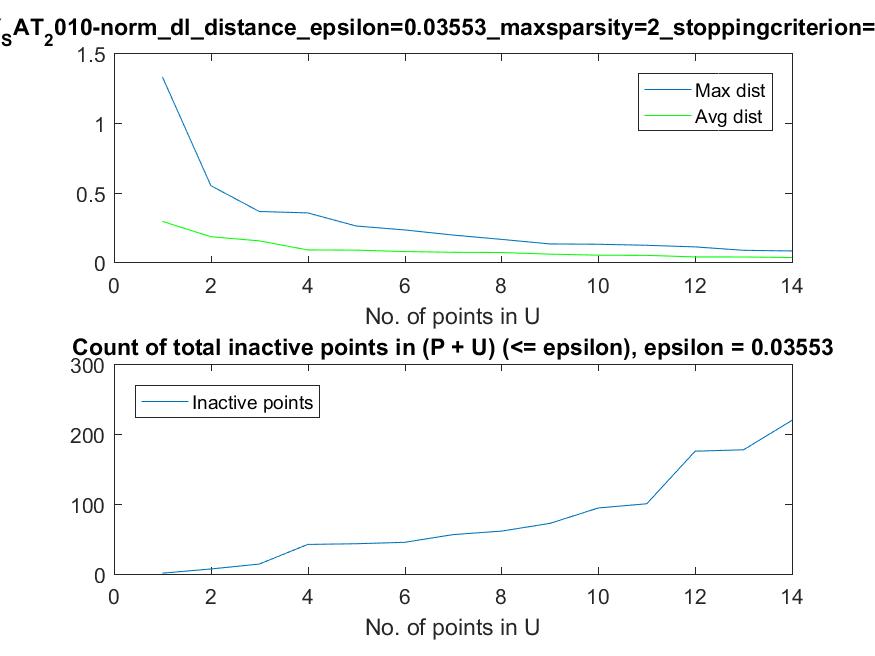 SAT2010-norm_dl_distance_epsilon=0.03553_maxsparsity=2_stoppingcriterion=
1.5
Max dist
Avg dist
1
0.5
0
0 2 4 6 8 10 12 14
No. of points in U
Count of total inactive points in (P + U) (<= epsilon), epsilon = 0.03553
300
Inactive points
200
100
0
0 2 4 6 8 10 12 14
No. of points in U